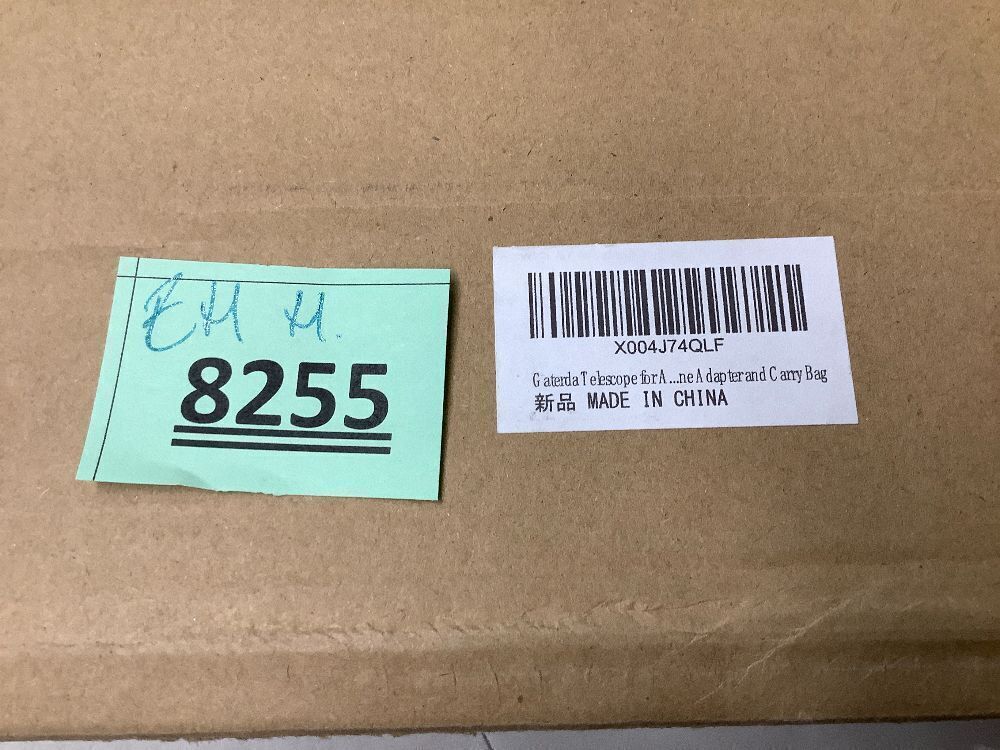 8255
X004J74QLF
Gaterda Telescope for A...ne Adapter and Carry Bag
新品 MADE IN CHINA